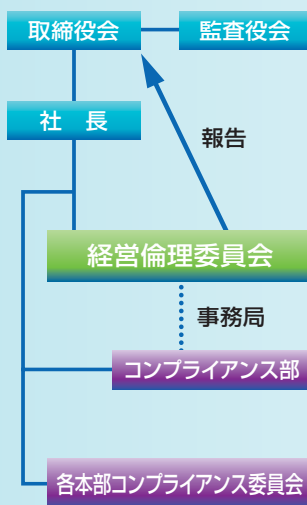 取締役会
監査役会
社　長
報告
経営倫理委員会
事務局
コンプライアンス部
各本部コンプライアンス委員会